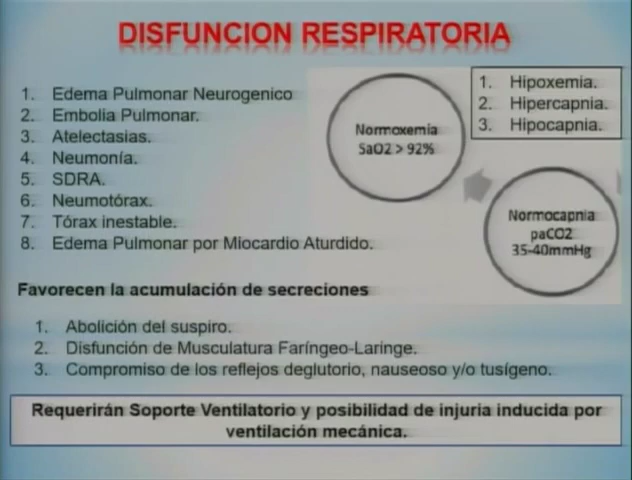 DISFUNCION RESPIRATORIA
1. Edema Pulmonar Neurogenico
2. Embolia Pulmonar.
3. Atelectasias.
4. Neumonía.
5. SDRA.
6. Neumotórax.
7. Tórax inestable.
8. Edema Pulmonar por Miocardio Aturdido.
Normoxemia
SaO2 > 92%
1. Hipoxemia.
2. Hipercapnia.
3. Hipocapnia.
Normocapnia
paCO2
35-40mmHg
Favorecen la acumulación de secreciones
1. Abolición del suspiro.
2. Disfunción de Musculatura Faríngeo-Laringe.
3. Compromiso de los reflejos deglutorio, nauseoso y/o tusígeno.
Requerirán Soporte Ventilatorio y posibilidad de injuria inducida por
ventilación mecánica.